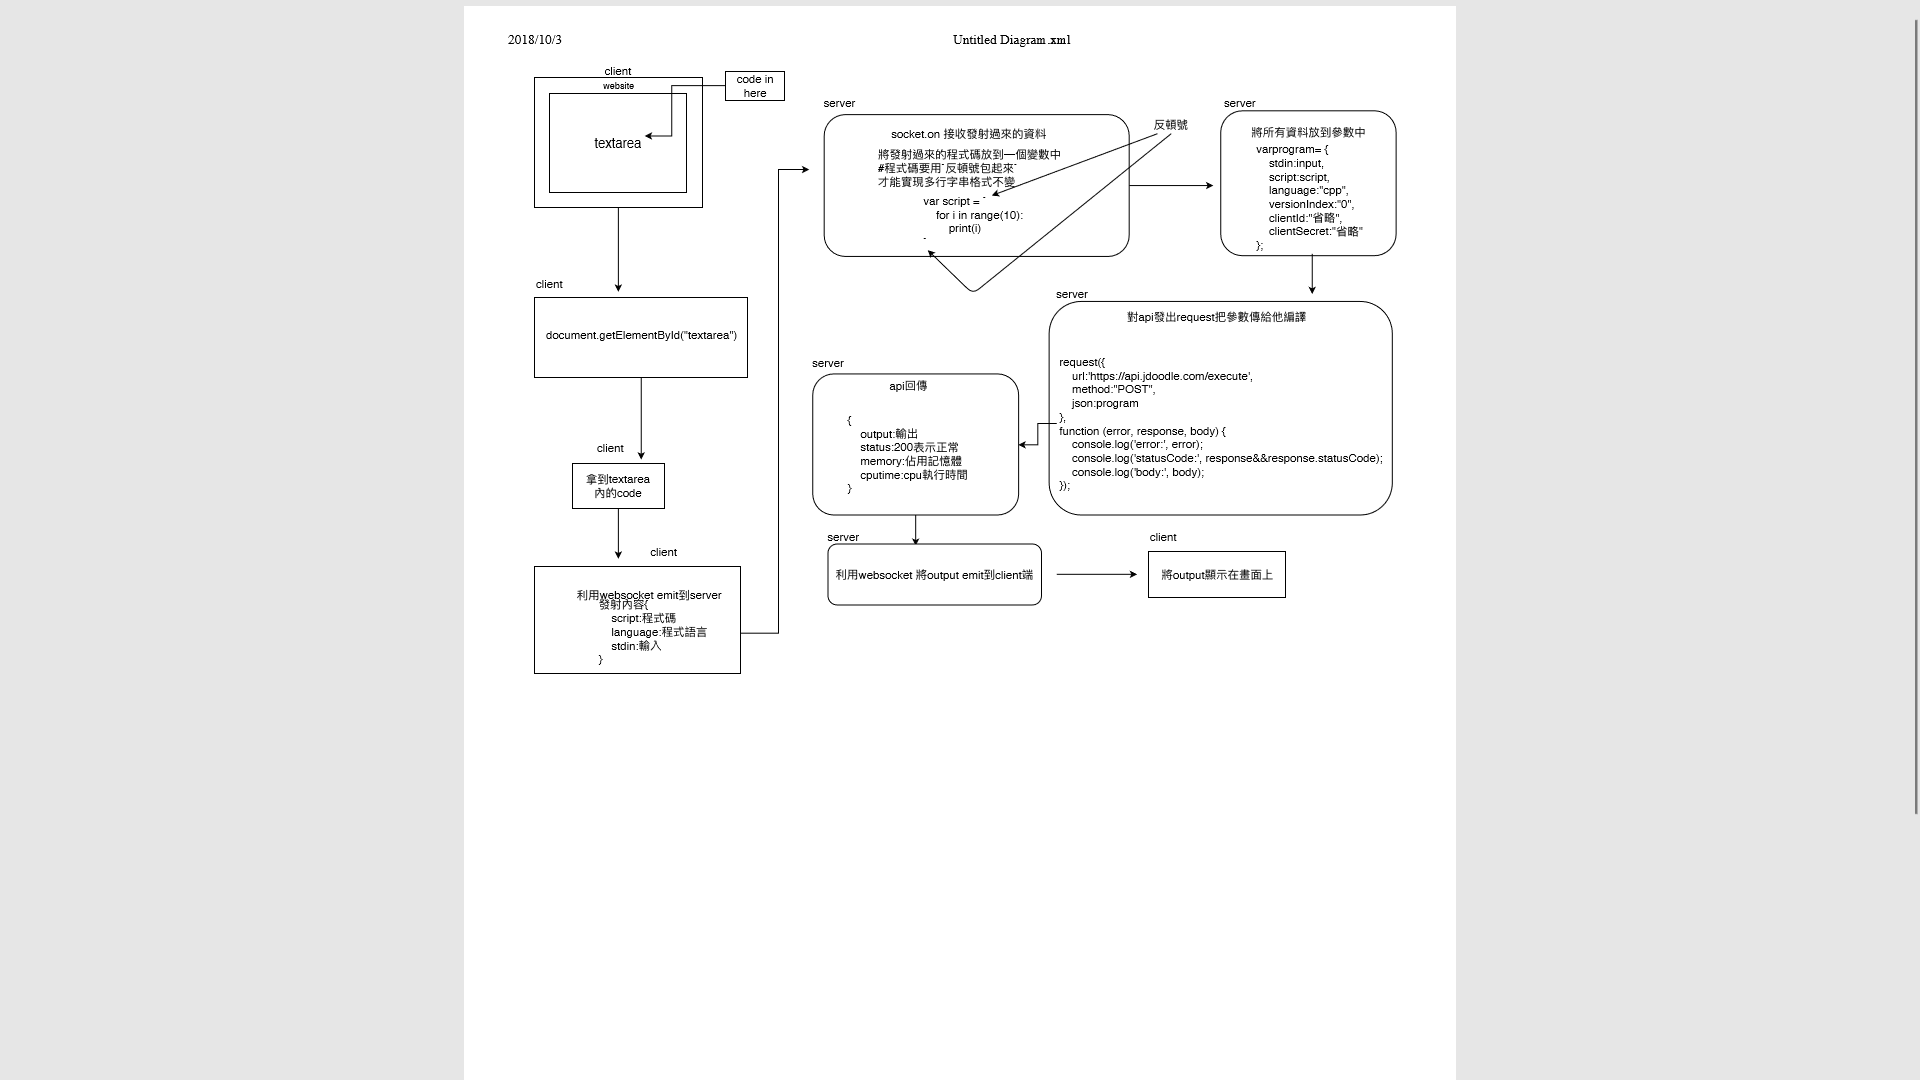 2018/10/3
Untitled Diagram.xml
client
website
textarea
code in
here
client
document.getElementById("textarea")
client
拿到textarea
內的code
client
利用websocket emit到server
發射內容{
script:程式碼
language:程式語言
stdin:輸入
}
server
socket.on 接收發射過來的資料
將發射過來的程式碼放到一個變數中
#程式碼要用`反頓號包起來`
才能實現多行字串格式不變
var script = `
for i in range(10):
print(i)
`
反頓號
server
將所有資料放到參數中
varprogram= {
stdin:input,
script:script,
language:"cpp",
versionIndex:"0",
clientId:"省略",
clientSecret:"省略"
};
server
對api發出request把參數傳給他編譯
request({
url:'https://api.jdoodle.com/execute',
method:"POST",
json:program
},
function (error, response, body) {
console.log('error:', error);
console.log('statusCode:', response&&response.statusCode);
console.log('body:', body);
});
server
api回傳
{
output:輸出
status:200表示正常
memory:佔用記憶體
cputime:cpu執行時間
}
server
利用websocket 將output emit到client端
client
將output顯示在畫面上